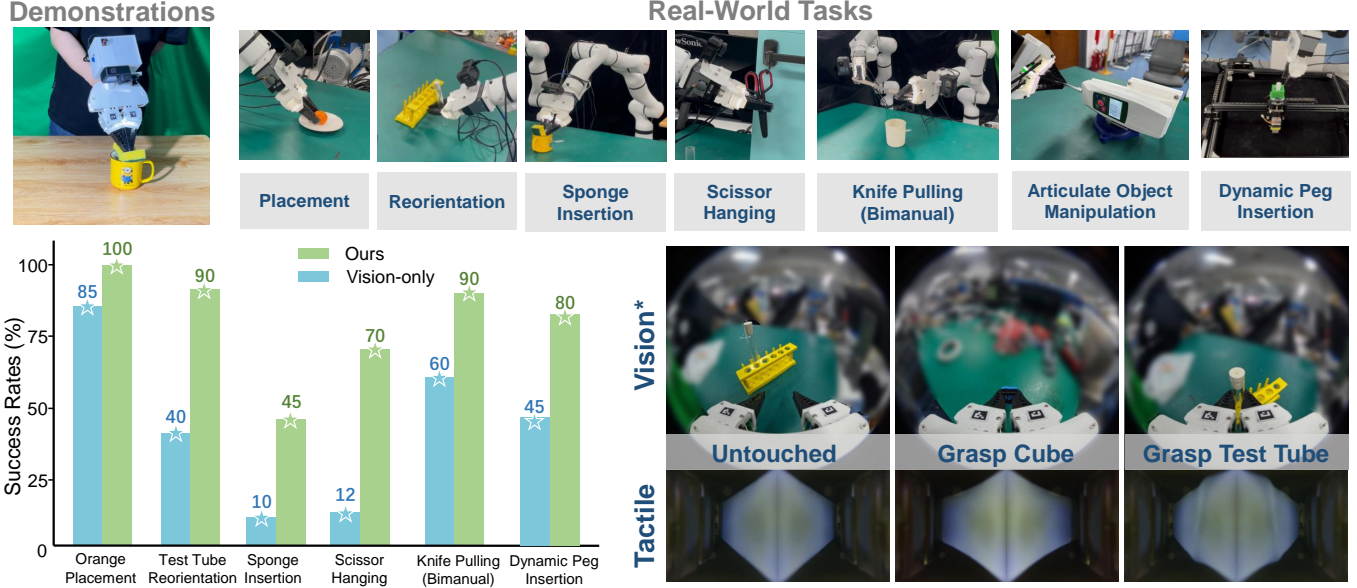 Demonstrations
Real-World Tasks
Placement
Reorientation
Sponge
Insertion
Scissor
Hanging
Knife Pulling
(Bimanual)
Articulate Object
Manipulation
Dynamic Peg
Insertion
Success Rates (%)
100
75
50
25
0
Ours
Vision-only
85
100
40
90
10
45
12
70
60
90
45
80
Orange
Placement
Test Tube
Reorientation
Sponge
Insertion
Scissor
Hanging
Knife Pulling
(Bimanual)
Dynamic Peg
Insertion
Vision*
Untouched
Grasp Cube
Grasp Test Tube
Tactile